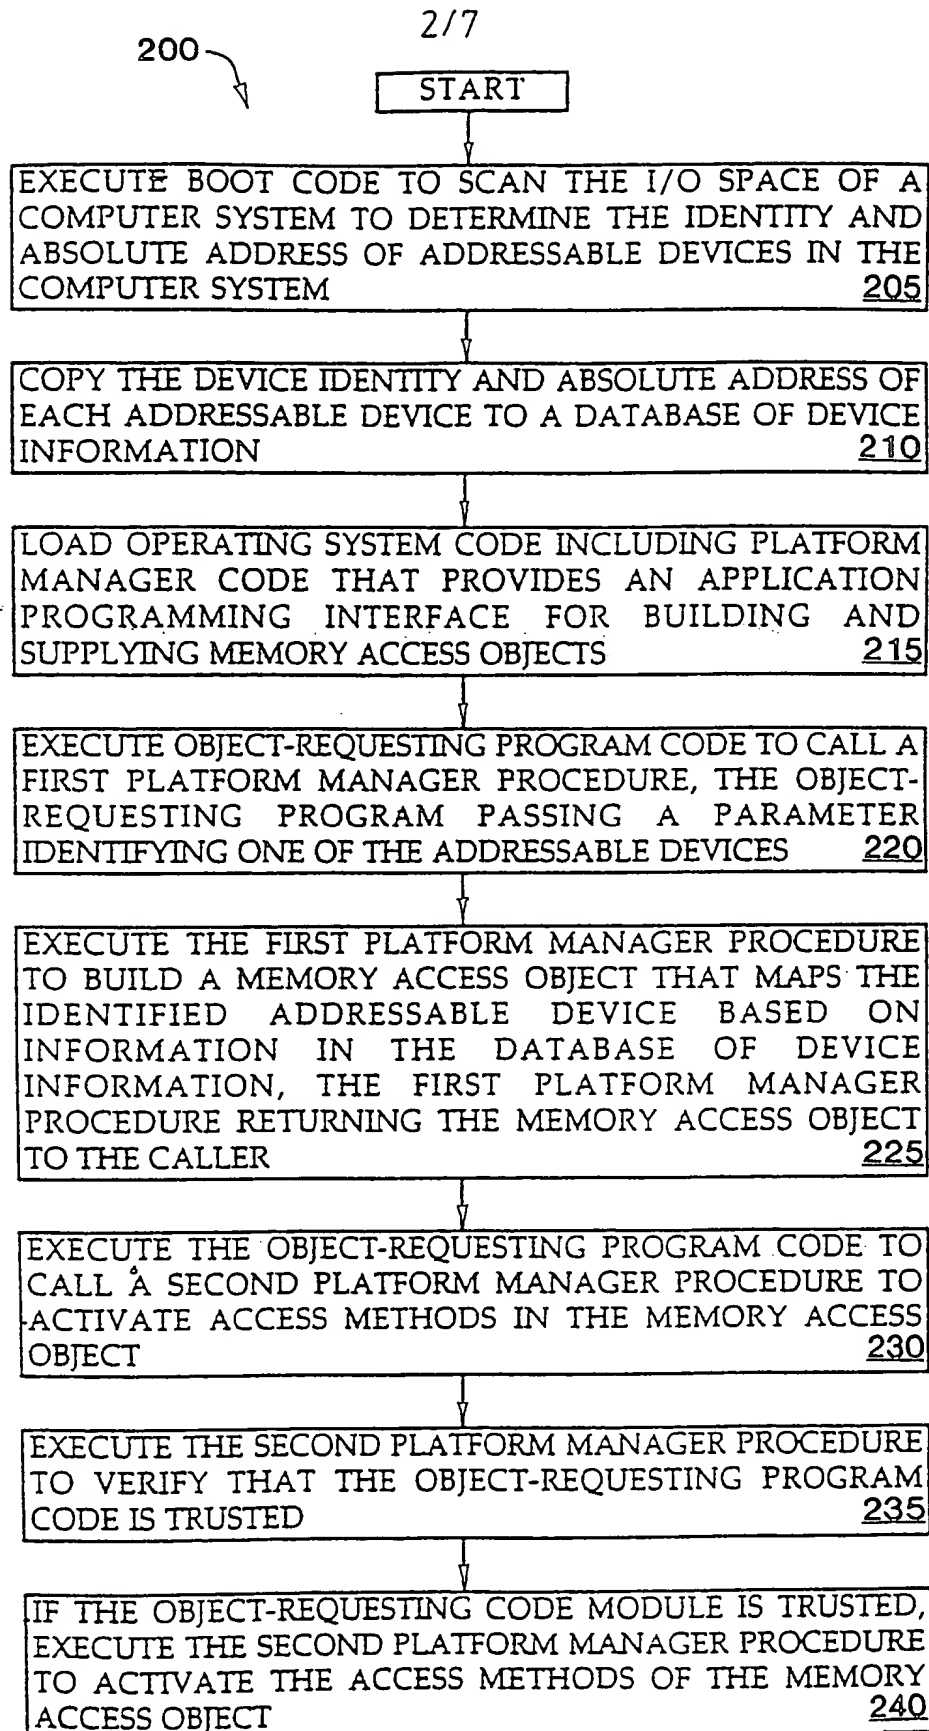 2/7
200
START
EXECUTE BOOT CODE TO SCAN THE I/O SPACE OF A
COMPUTER SYSTEM TO DETERMINE THE IDENTITY AND
ABSOLUTE ADDRESS OF ADDRESSABLE DEVICES IN THE
COMPUTER SYSTEM 205
COPY THE DEVICE IDENTITY AND ABSOLUTE ADDRESS OF
EACH ADDRESSABLE DEVICE TO A DATABASE OF DEVICE
INFORMATION 210
LOAD OPERATING SYSTEM CODE INCLUDING PLATFORM
MANAGER CODE THAT PROVIDES AN APPLICATION
PROGRAMMING INTERFACE FOR BUILDING AND
SUPPLYING MEMORY ACCESS OBJECTS 215
EXECUTE OBJECT-REQUESTING PROGRAM CODE TO CALL A
FIRST PLATFORM MANAGER PROCEDURE, THE OBJECT-
REQUESTING PROGRAM PASSING A PARAMETER
IDENTIFYING ONE OF THE ADDRESSABLE DEVICES 220
EXECUTE THE FIRST PLATFORM MANAGER PROCEDURE
TO BUILD A MEMORY ACCESS OBJECT THAT MAPS THE
IDENTIFIED ADDRESSABLE DEVICE BASED ON
INFORMATION IN THE DATABASE OF DEVICE
INFORMATION, THE FIRST PLATFORM MANAGER
PROCEDURE RETURNING THE MEMORY ACCESS OBJECT
TO THE CALLER 225
EXECUTE THE OBJECT-REQUESTING PROGRAM CODE TO
CALL A SECOND PLATFORM MANAGER PROCEDURE TO
ACTIVATE ACCESS METHODS IN THE MEMORY ACCESS
OBJECT 230
EXECUTE THE SECOND PLATFORM MANAGER PROCEDURE
TO VERIFY THAT THE OBJECT-REQUESTING PROGRAM
CODE IS TRUSTED 235
IF THE OBJECT-REQUESTING CODE MODULE IS TRUSTED,
EXECUTE THE SECOND PLATFORM MANAGER PROCEDURE
TO ACTIVATE THE ACCESS METHODS OF THE MEMORY
ACCESS OBJECT 240